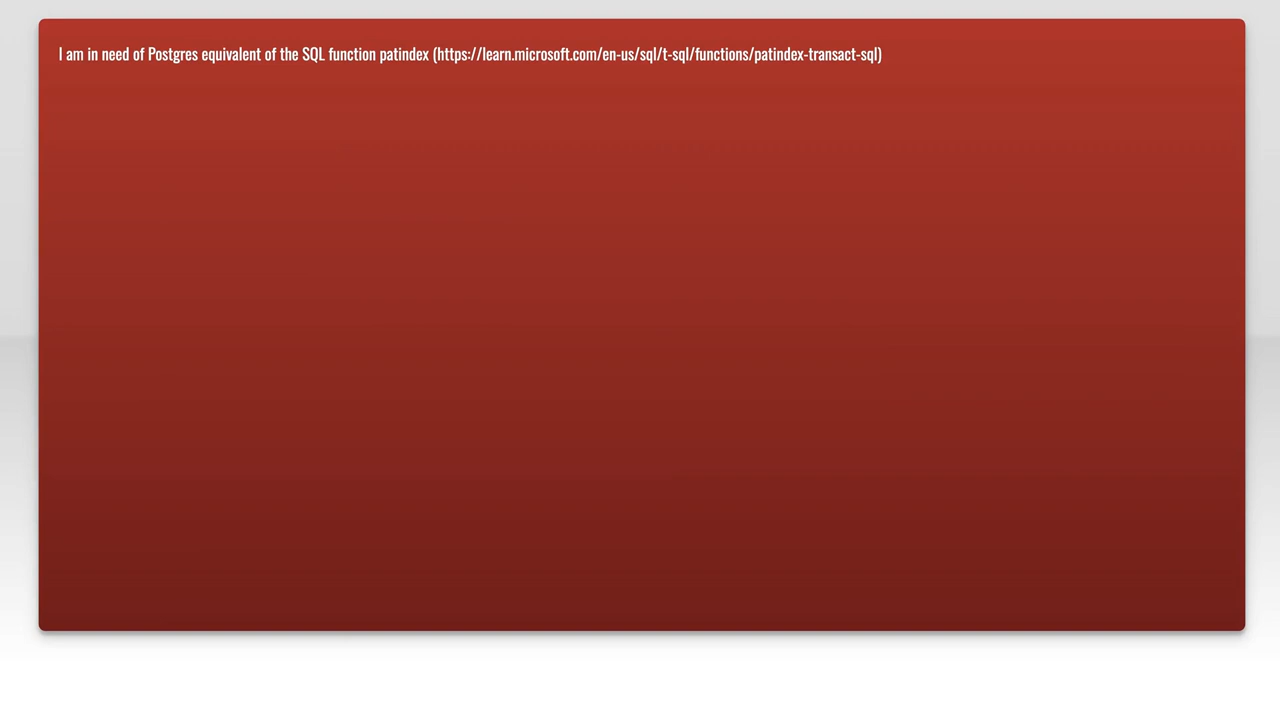 I am in need of Postgres equivalent of the SQL function patindex (https://learn.microsoft.com/en-us/sql/t-sql/functions/patindex-transact-sql)